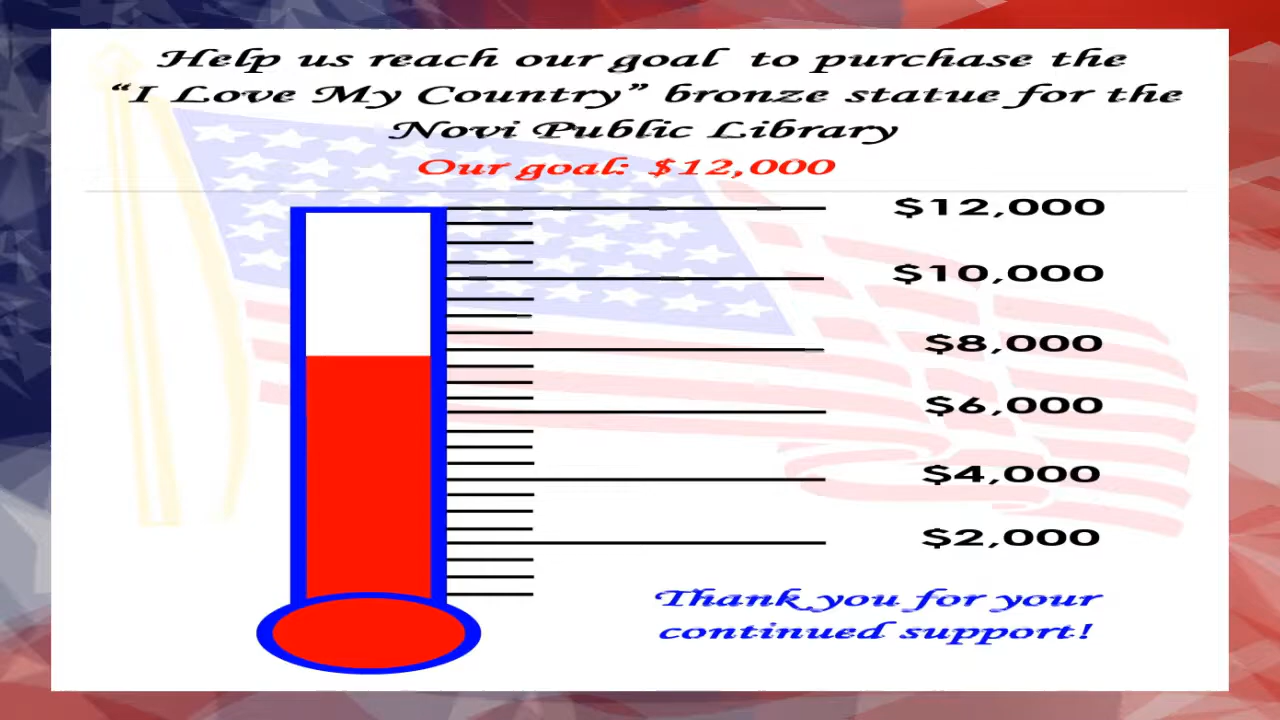 Help us reach our goal to purchase the
“I Love My Country” bronze statue for the
Novi Public Library
Our goal: $12,000
$12,000
$10,000
$8,000
$6,000
$4,000
$2,000
Thank you for your
continued support!